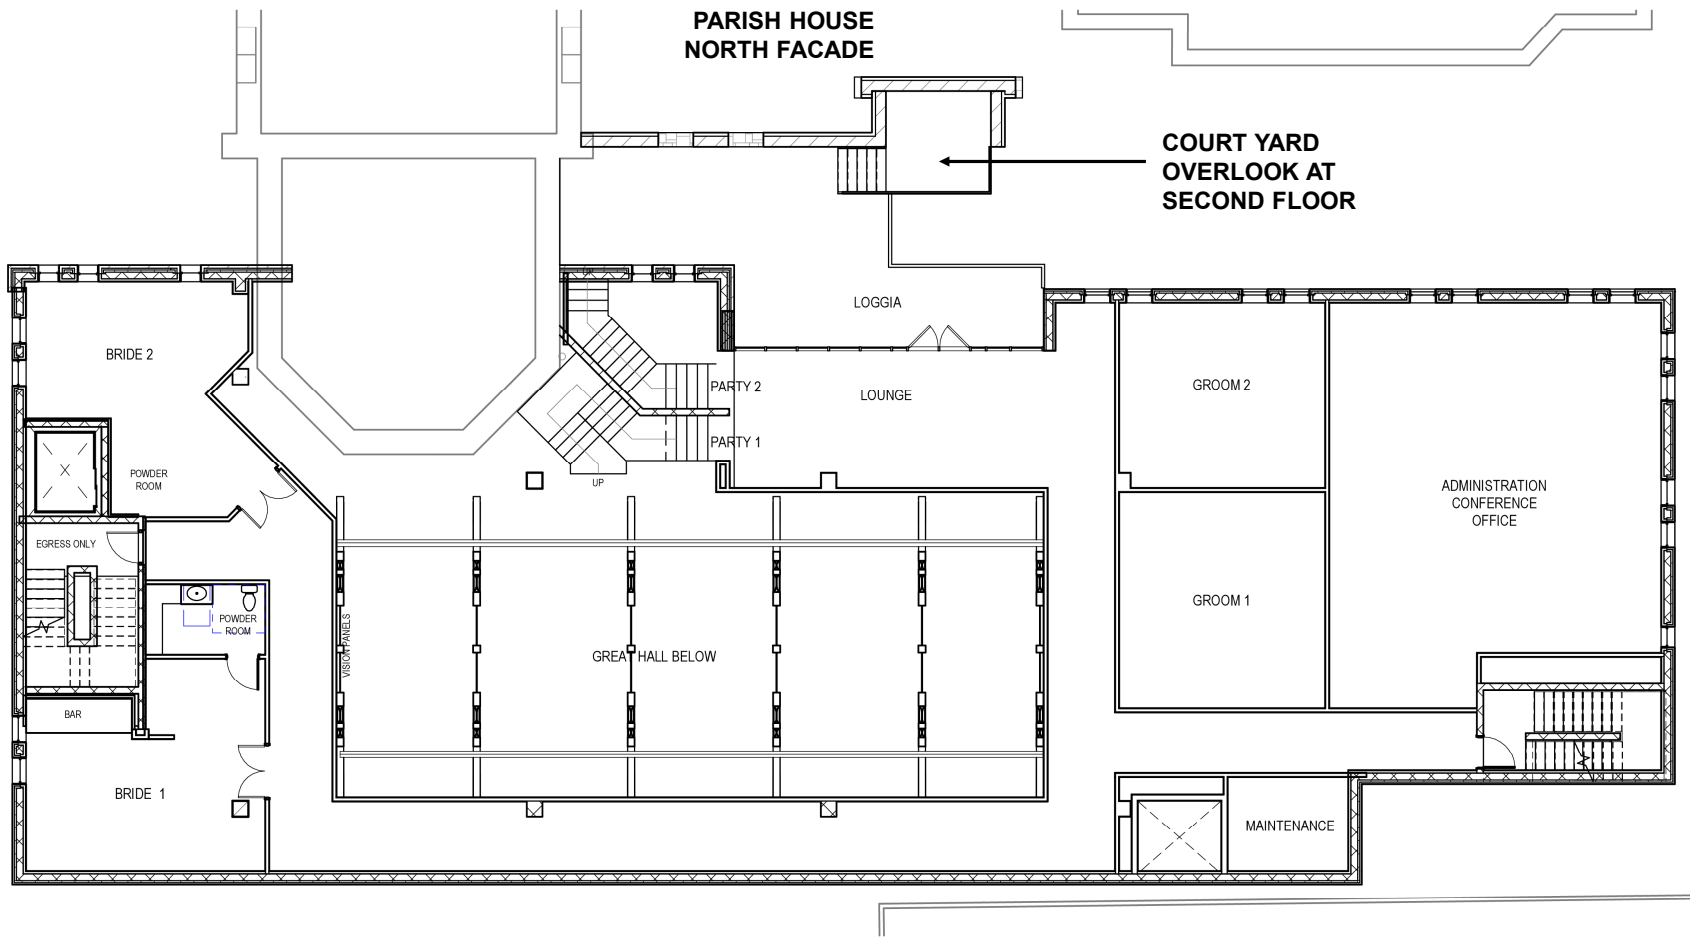 PARISH HOUSE
NORTH FACADE
COURT YARD
OVERLOOK AT
SECOND FLOOR
UP
LOGGIA
BRIDE 2
PARTY 2
LOUNGE
GROOM 2
PARTY 1
POWDER
ROOM
UP
ADMINISTRATION
CONFERENCE
OFFICE
EGRESS ONLY
GROOM 1
POWDER
ROOM
VISION PANELS
GREAT HALL BELOW
BAR
BRIDE 1
MAINTENANCE